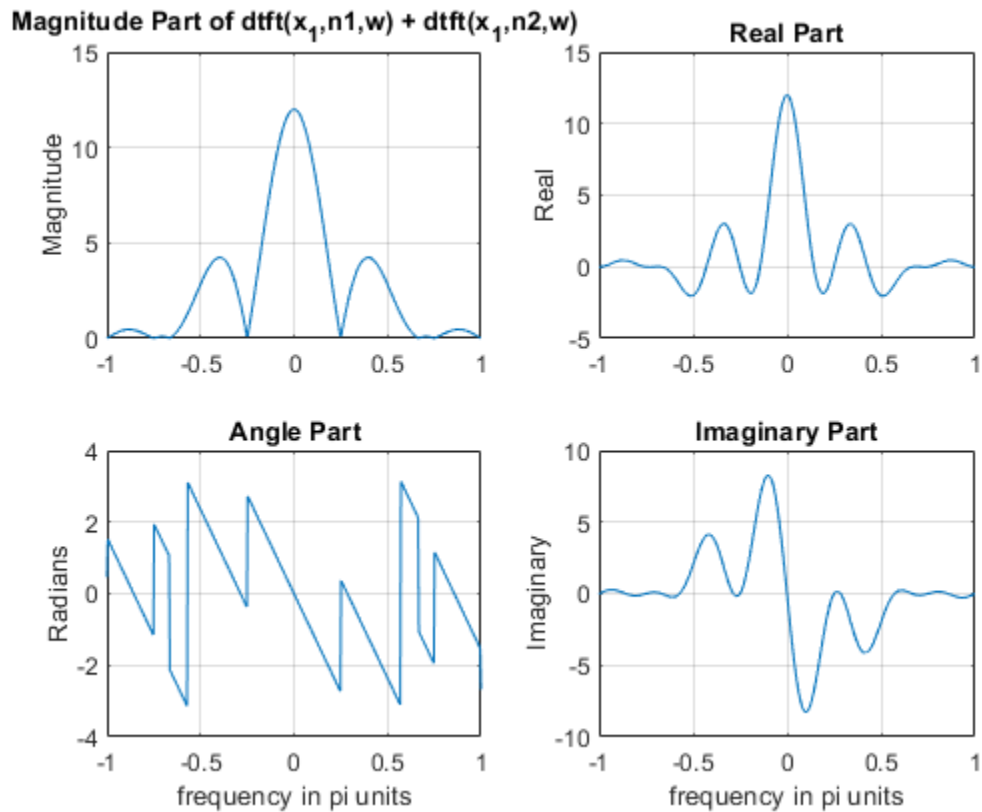 Magnitude Part of dtft(x₁,n1,w) + dtft(x₁,n2,w)
15
10
5
0
Magnitude
-1 -0.5 0 0.5 1
Real Part
15
10
5
0
-5
Real
-1 -0.5 0 0.5 1
Angle Part
4
2
0
-2
-4
Radians
-1 -0.5 0 0.5 1
frequency in pi units
Imaginary Part
10
5
0
-5
-10
Imaginary
-1 -0.5 0 0.5 1
frequency in pi units